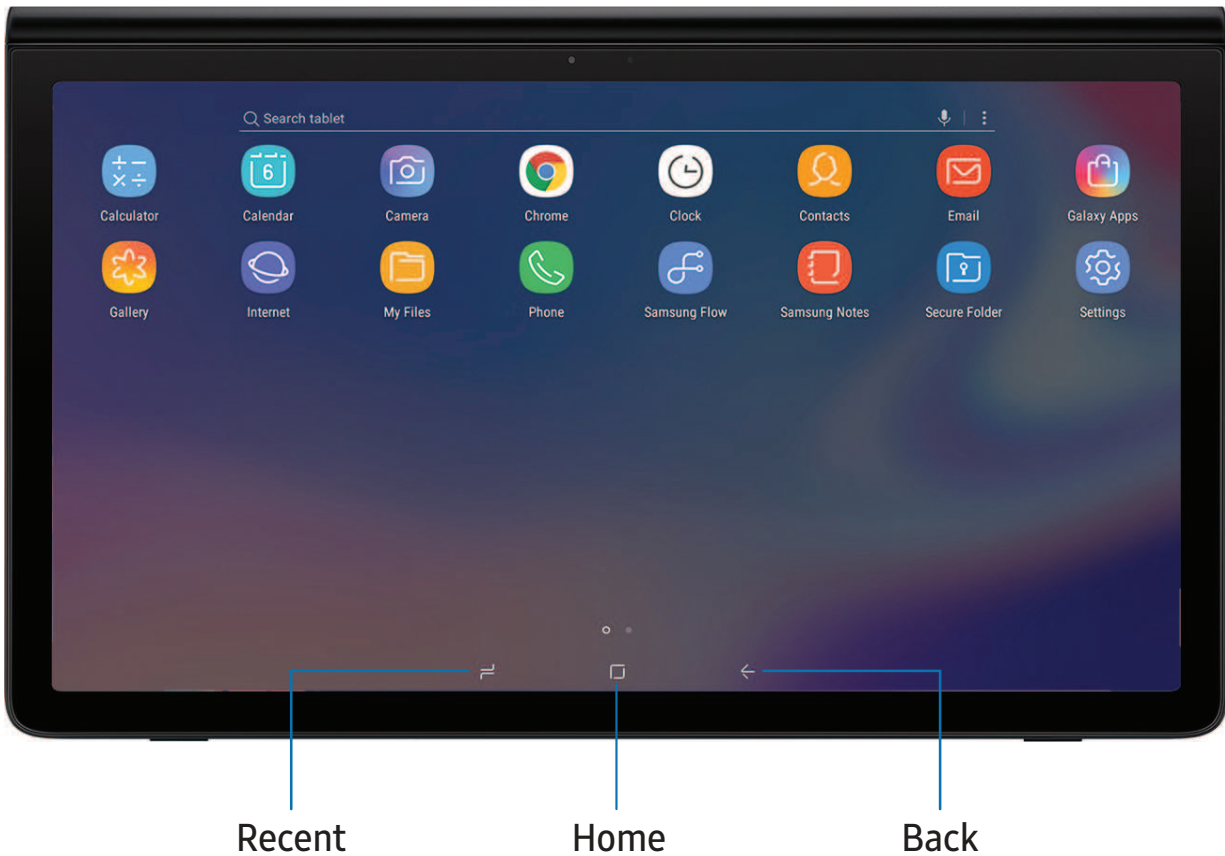 Search tablet
6
Calculator Calendar Camera Chrome Clock Contacts Email Galaxy Apps
Gallery Internet My Files Phone Samsung Flow Samsung Notes Secure Folder Settings
Recent Home Back